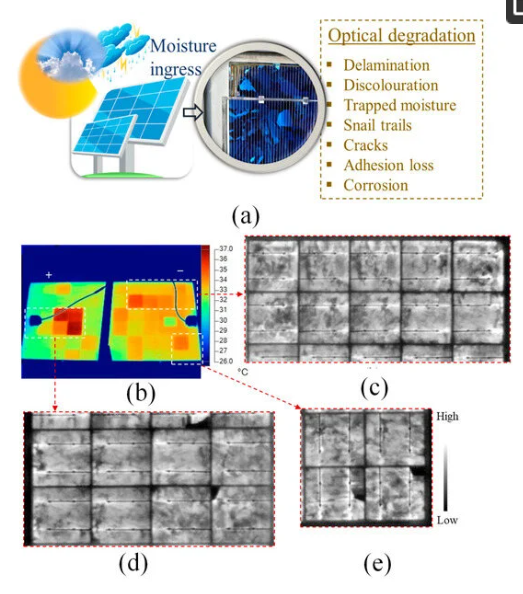 Moisture
ingress
Optical degradation
▪ Delamination
▪ Discolouration
▪ Trapped moisture
▪ Snail trails
▪ Cracks
▪ Adhesion loss
▪ Corrosion
(a)
+
−
37.0
36
35
34
33
32
31
30
29
28
27
26.0
°C
(b)
(c)
High
Low
(d)
(e)